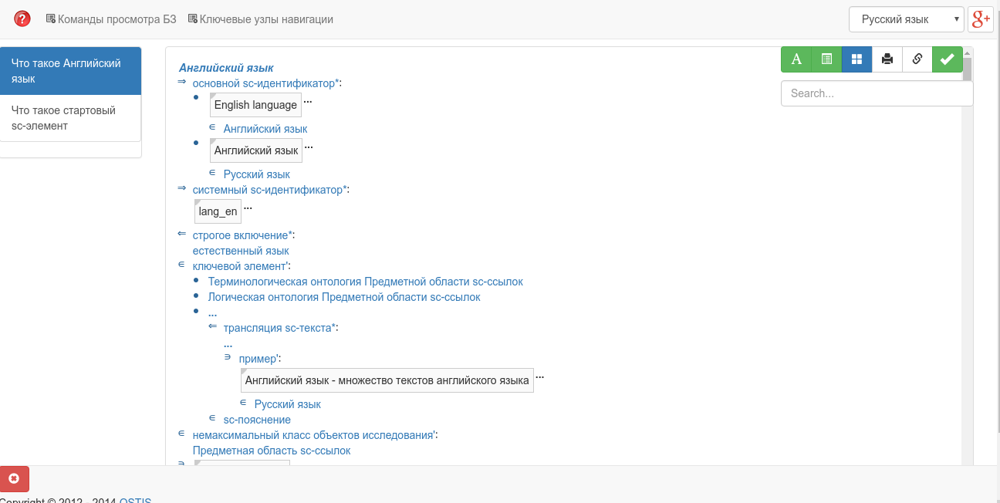 Команды просмотра БЗ Ключевые узлы навигации Русский язык
Что такое Английский
язык
Что такое стартовый
sc-элемент
A
Search...
Английский язык
⇒ основной sc-идентификатор*:
• English language ...
∈ Английский язык
• Английский язык ...
∈ Русский язык
⇒ системный sc-идентификатор*:
lang_en ...
⇐ строгое включение*:
естественный язык
∈ ключевой элемент':
• Терминологическая онтология Предметной области sc-ссылок
• Логическая онтология Предметной области sc-ссылок
• ...
⇐ трансляция sc-текста*:
...
∋ пример':
Английский язык - множество текстов английского языка ...
∈ Русский язык
∈ sc-пояснение
∈ немаксимальный класс объектов исследования':
Предметная область sc-ссылок
∋
Copyright © 2012 - 2014 OSTIS